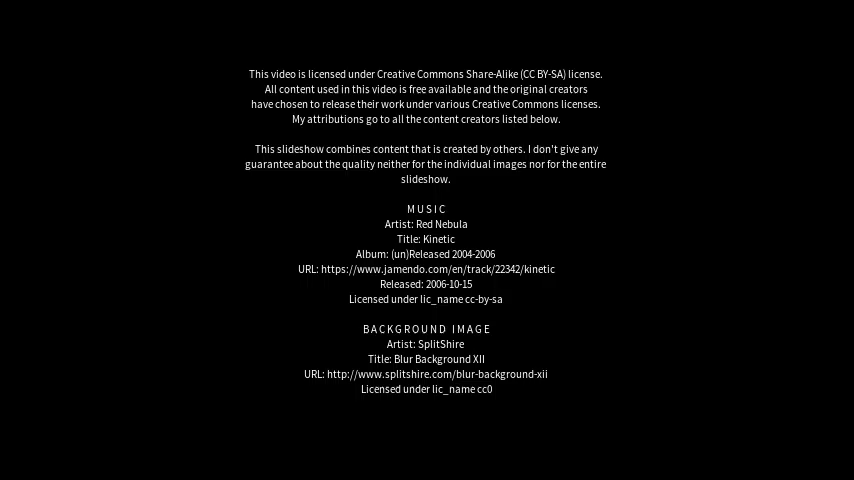 This video is licensed under Creative Commons Share-Alike (CC BY-SA) license.
All content used in this video is free available and the original creators
have chosen to release their work under various Creative Commons licenses.
My attributions go to all the content creators listed below.
This slideshow combines content that is created by others. I don't give any
guarantee about the quality neither for the individual images nor for the entire
slideshow.
MUSIC
Artist: Red Nebula
Title: Kinetic
Album: (un)Released 2004-2006
URL: https://www.jamendo.com/en/track/22342/kinetic
Released: 2006-10-15
Licensed under lic_name cc-by-sa
BACKGROUND IMAGE
Artist: SplitShire
Title: Blur Background XII
URL: http://www.splitshire.com/blur-background-xii
Licensed under lic_name cc0